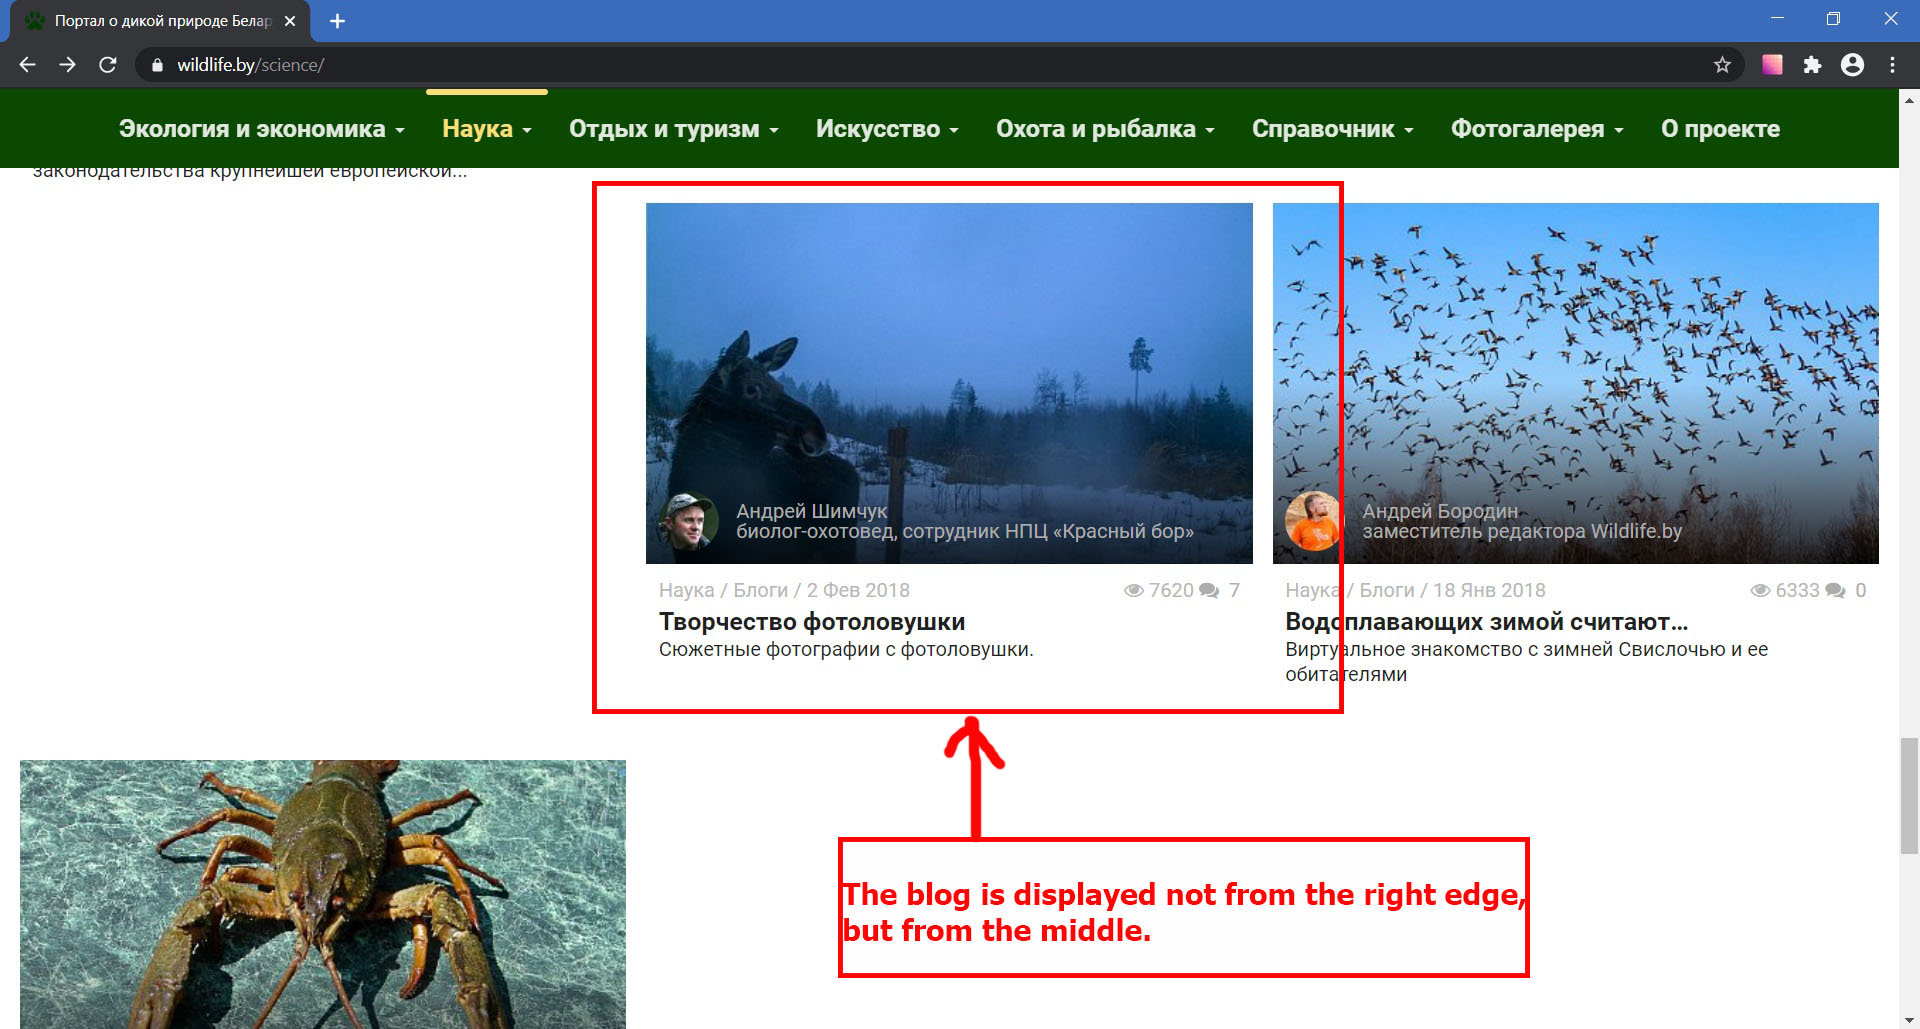 Портал о дикой природе Белар
wildlife.by/science/
Экология и экономика Наука Отдых и туризм Искусство Охота и рыбалка Справочник Фотогалерея О проекте
законодательства крупнейшей европейской...
Андрей Шимчук
биолог-охотовед, сотрудник НПЦ «Красный бор»
Наука / Блоги / 2 Фев 2018 7620 7
Творчество фотоловушки
Сюжетные фотографии с фотоловушки.
Андрей Бородин
заместитель редактора Wildlife.by
Наука / Блоги / 18 Янв 2018 6333 0
Водоплавающих зимой считают...
Виртуальное знакомство с зимней Свислочью и ее
обитателями
The blog is displayed not from the right edge,
but from the middle.